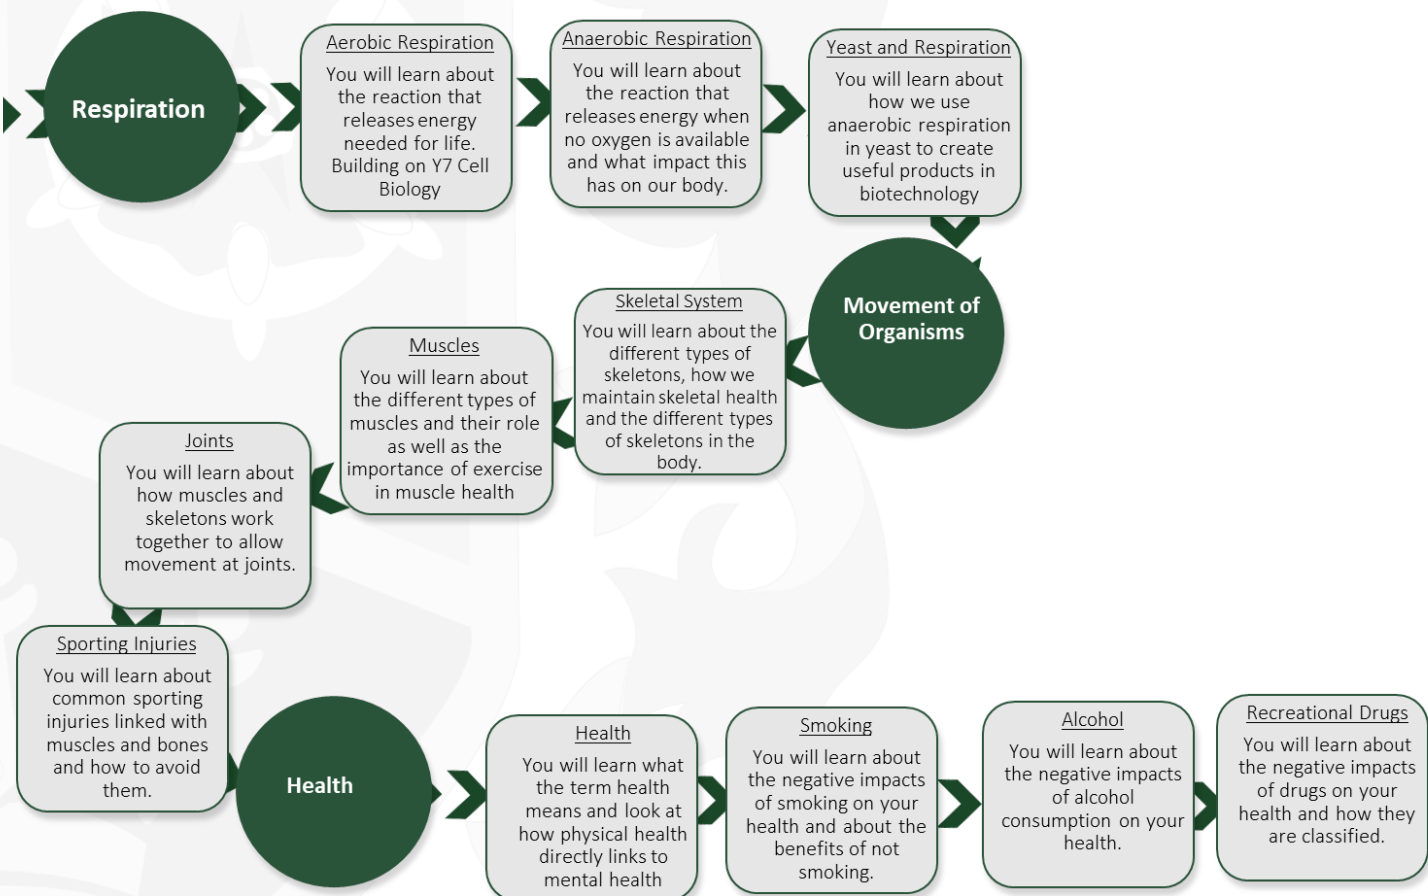 Respiration
Aerobic Respiration
You will learn about
the reaction that
releases energy
needed for life.
Building on Y7 Cell
Biology
Anaerobic Respiration
You will learn about
the reaction that
releases energy when
no oxygen is available
and what impact this
has on our body.
Yeast and Respiration
You will learn about
how we use
anaerobic respiration
in yeast to create
useful products in
biotechnology
Movement of
Organisms
Skeletal System
You will learn about the
different types of
skeletons, how we
maintain skeletal health
and the different types
of skeletons in the
body.
Muscles
You will learn about
the different types of
muscles and their role
as well as the
importance of exercise
in muscle health
Joints
You will learn about
how muscles and
skeletons work
together to allow
movement at joints.
Sporting Injuries
You will learn about
common sporting
injuries linked with
muscles and bones
and how to avoid
them.
Health
Health
You will learn what
the term health
means and look at
how physical health
directly links to
mental health
Smoking
You will learn about
the negative impacts
of smoking on your
health and about the
benefits of not
smoking.
Alcohol
You will learn about
the negative impacts
of alcohol
consumption on your
health.
Recreational Drugs
You will learn about
the negative impacts
of drugs on your
health and how they
are classified.